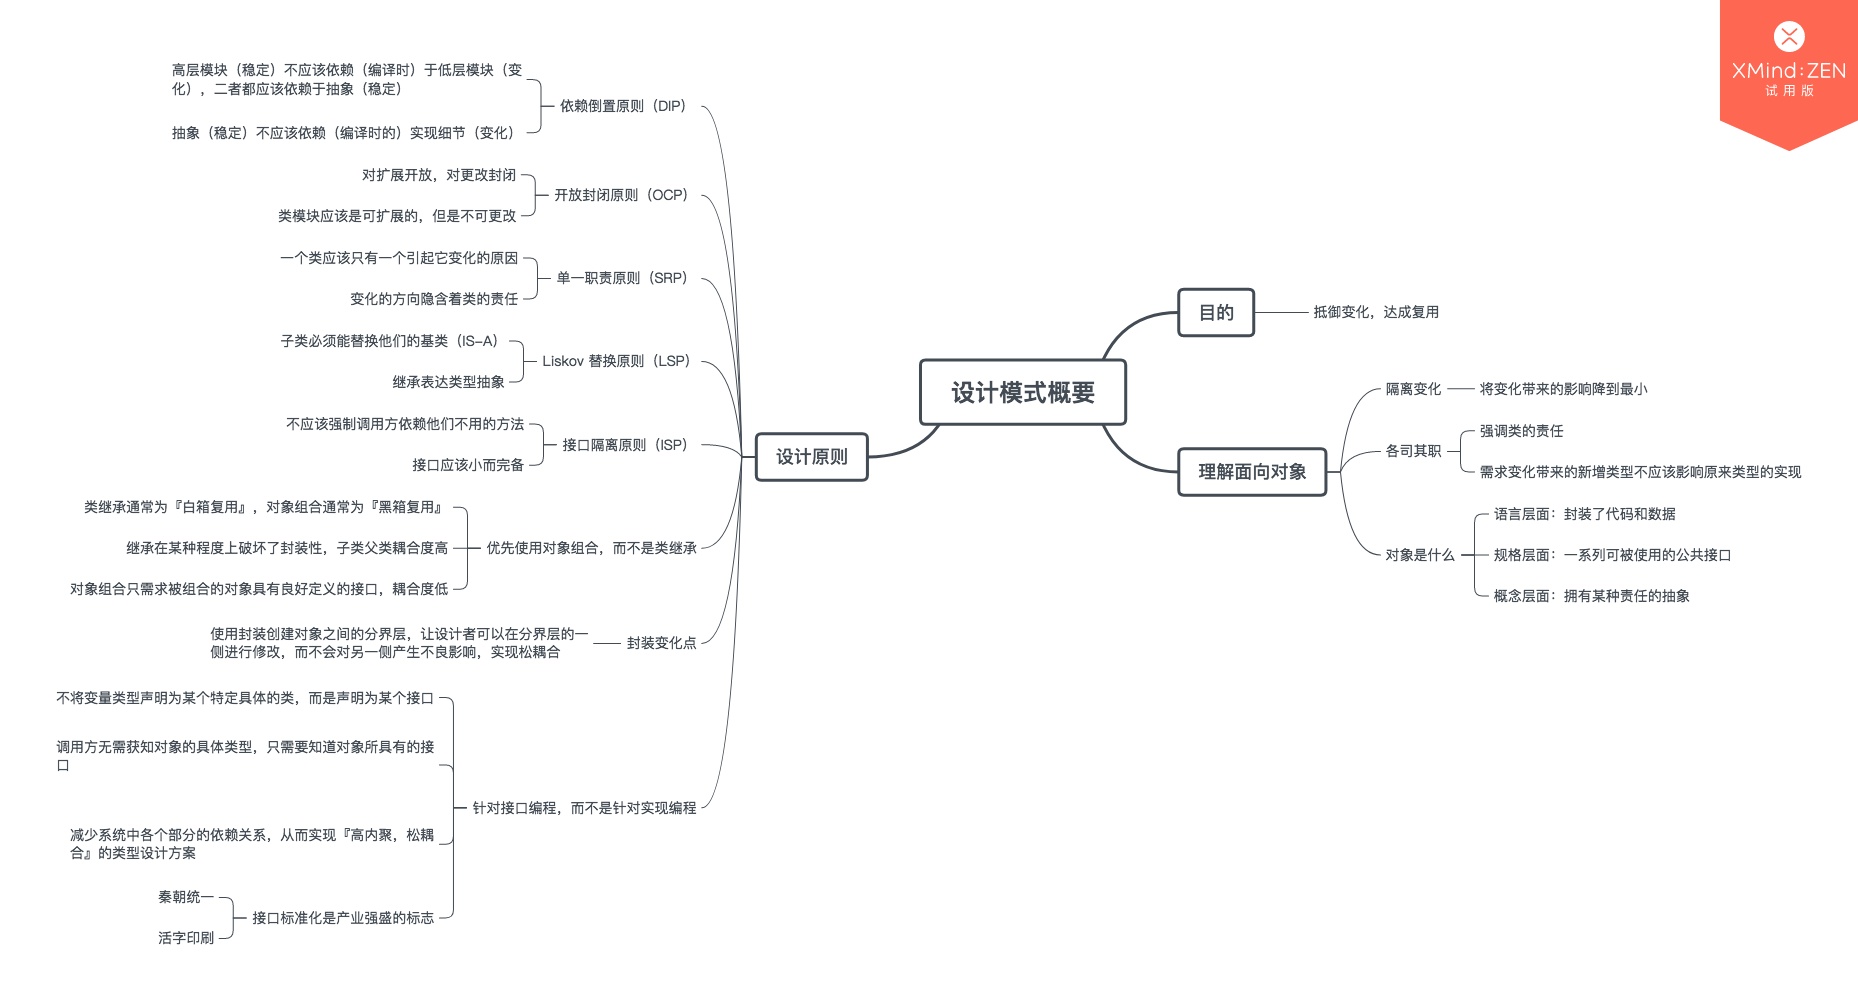 XMind:ZEN
试用版
设计模式概要
目的
抵御变化，达成复用
理解面向对象
隔离变化
将变化带来的影响降到最小
各司其职
强调类的责任
需求变化带来的新增类型不应该影响原来类型的实现
对象是什么
语言层面：封装了代码和数据
规格层面：一系列可被使用的公共接口
概念层面：拥有某种责任的抽象
设计原则
依赖倒置原则（DIP）
高层模块（稳定）不应该依赖（编译时）于低层模块（变
化），二者都应该依赖于抽象（稳定）
抽象（稳定）不应该依赖（编译时的）实现细节（变化）
开放封闭原则（OCP）
对扩展开放，对更改封闭
类模块应该是可扩展的，但是不可更改
单一职责原则（SRP）
一个类应该只有一个引起它变化的原因
变化的方向隐含着类的责任
Liskov 替换原则（LSP）
子类必须能替换他们的基类（IS-A）
继承表达类型抽象
接口隔离原则（ISP）
不应该强制调用方依赖他们不用的方法
接口应该小而完备
优先使用对象组合，而不是类继承
类继承通常为『白箱复用』，对象组合通常为『黑箱复用』
继承在某种程度上破坏了封装性，子类父类耦合度高
对象组合只需求被组合的对象具有良好定义的接口，耦合度低
封装变化点
使用封装创建对象之间的分界层，让设计者可以在分界层的一
侧进行修改，而不会对另一侧产生不良影响，实现松耦合
针对接口编程，而不是针对实现编程
不将变量类型声明为某个特定具体的类，而是声明为某个接口
调用方无需获知对象的具体类型，只需要知道对象所具有的接
口
减少系统中各个部分的依赖关系，从而实现『高内聚，松耦
合』的类型设计方案
接口标准化是产业强盛的标志
秦朝统一
活字印刷